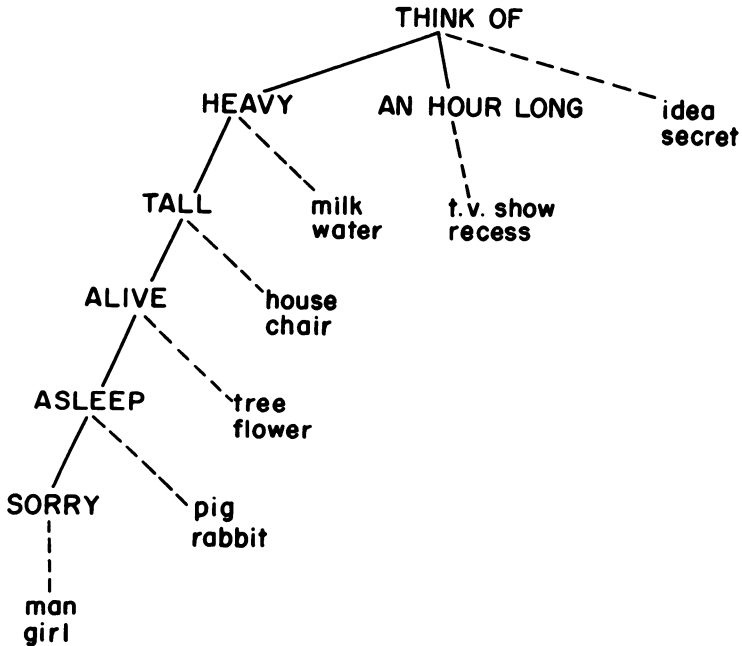 THINK OF
HEAVY
AN HOUR LONG
idea
secret
TALL
milk
water
t.v. show
recess
ALIVE
house
chair
ASLEEP
tree
flower
SORRY
pig
rabbit
man
girl